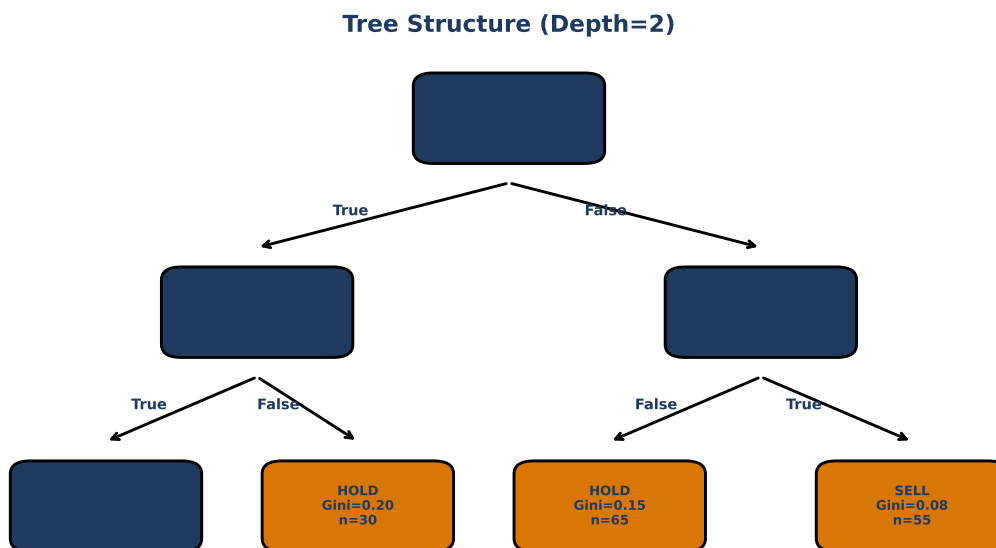 Tree Structure (Depth=2)
True
False
True
False
False
True
HOLD
Gini=0.20
n=30
HOLD
Gini=0.15
n=65
SELL
Gini=0.08
n=55